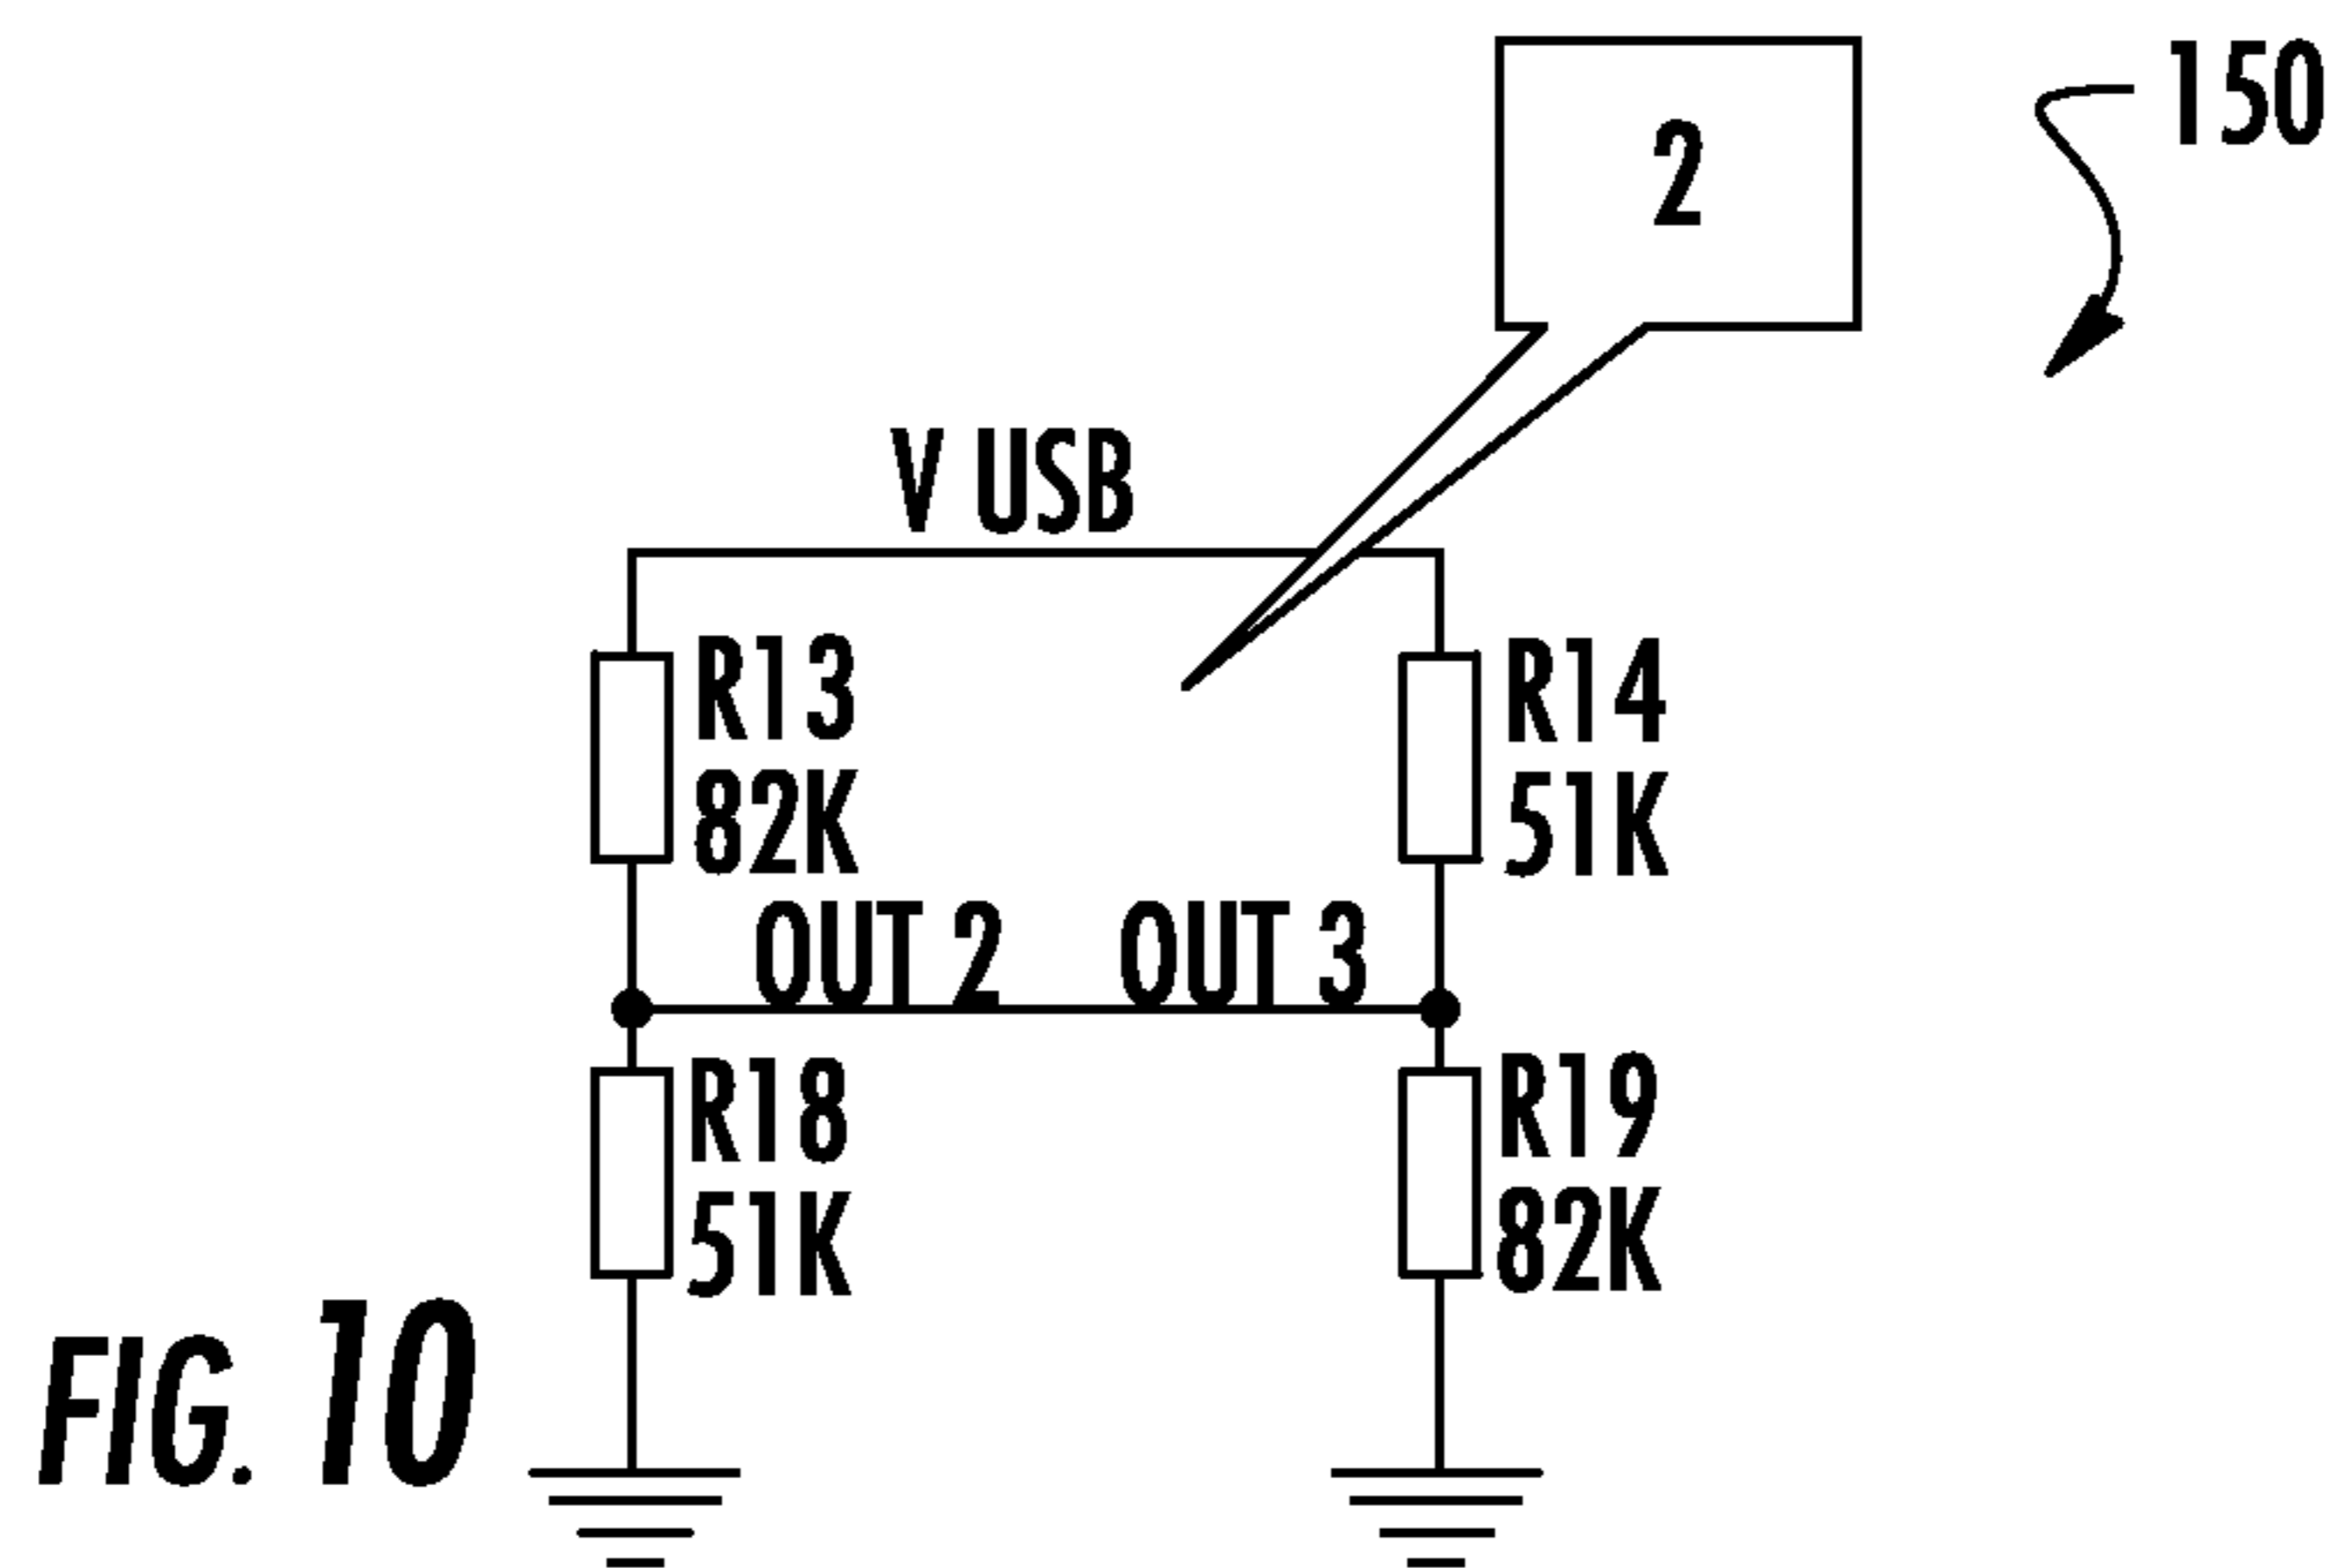 2
150
V USB
R13
82K
R14
51K
OUT 2
OUT 3
R18
51K
R19
82K
FIG. 10